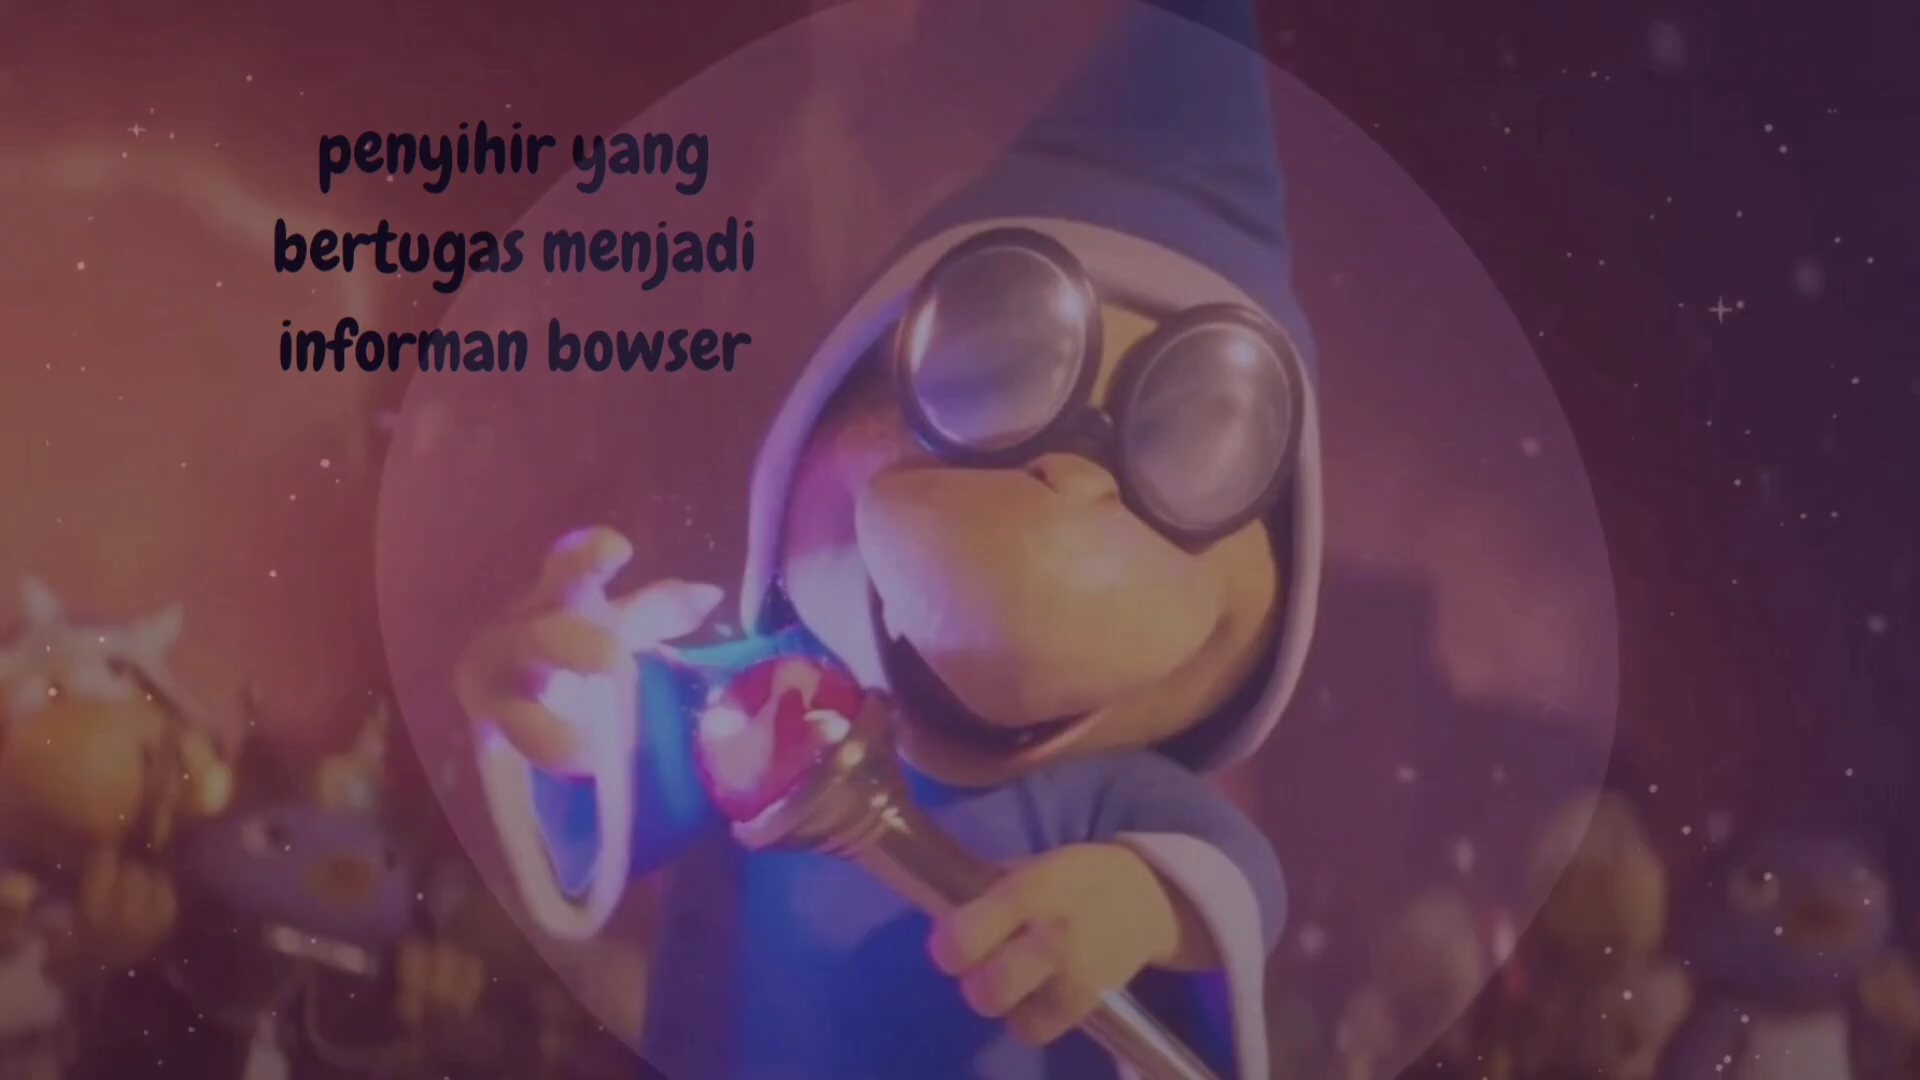 penyihir yang
bertugas menjadi
informan bowser